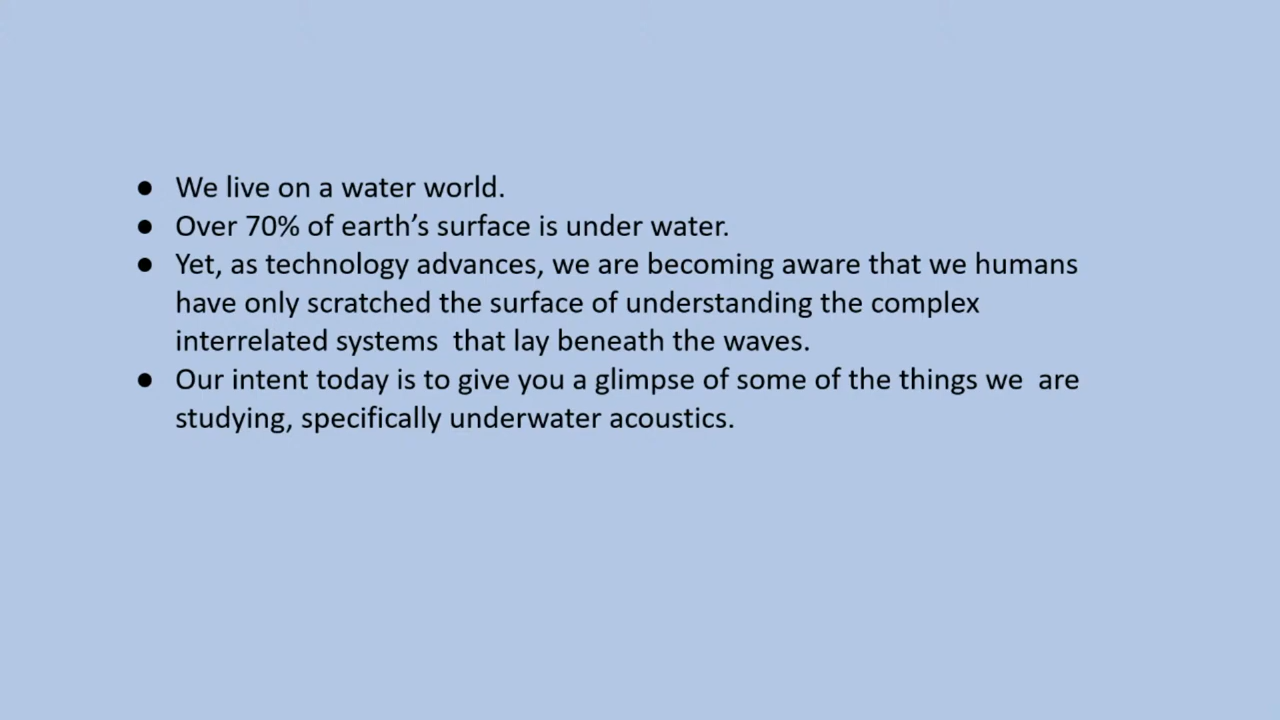 ● We live on a water world.
● Over 70% of earth’s surface is under water.
● Yet, as technology advances, we are becoming aware that we humans
have only scratched the surface of understanding the complex
interrelated systems  that lay beneath the waves.
● Our intent today is to give you a glimpse of some of the things we  are
studying, specifically underwater acoustics.